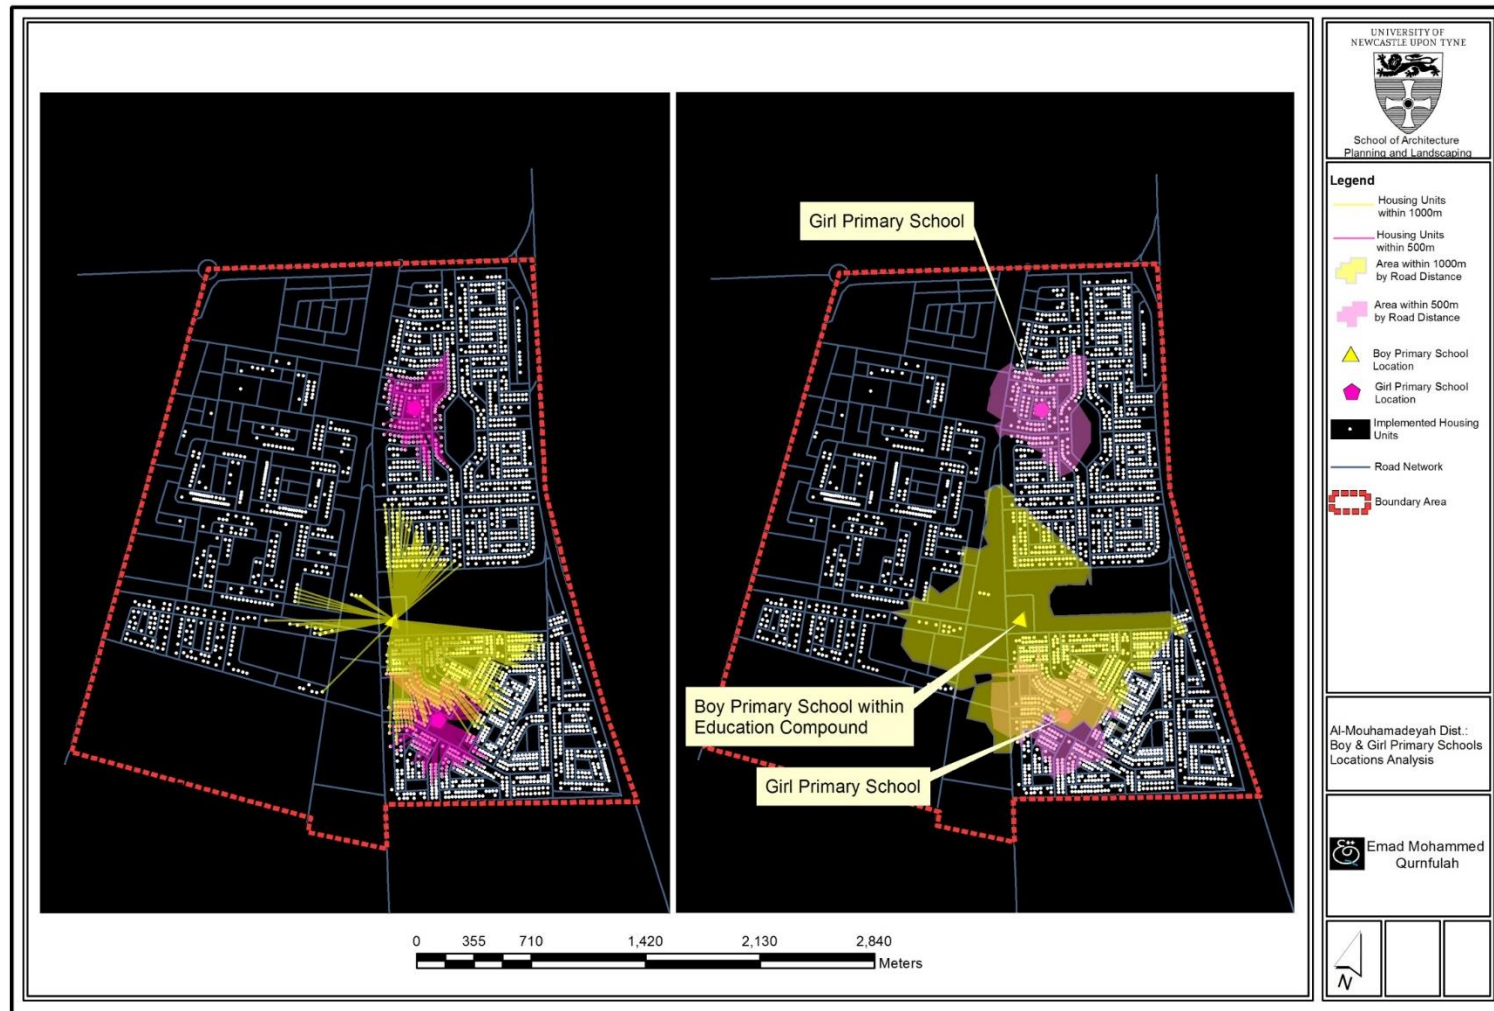 Girl Primary School
Boy Primary School within
Education Compound
Girl Primary School
0 355 710 1,420 2,130 2,840
Meters
UNIVERSITY OF
NEWCASTLE UPON TYNE
School of Architecture
Planning and Landscaping
Legend
Housing Units
within 1000m
Housing Units
within 500m
Area within 1000m
by Road Distance
Area within 500m
by Road Distance
Boy Primary School
Location
Girl Primary School
Location
Implemented Housing
Units
Road Network
Boundary Area
Al-Mouhamadeyah Dist.:
Boy & Girl Primary Schools
Locations Analysis
Emad Mohammed
Qurnfulah
N